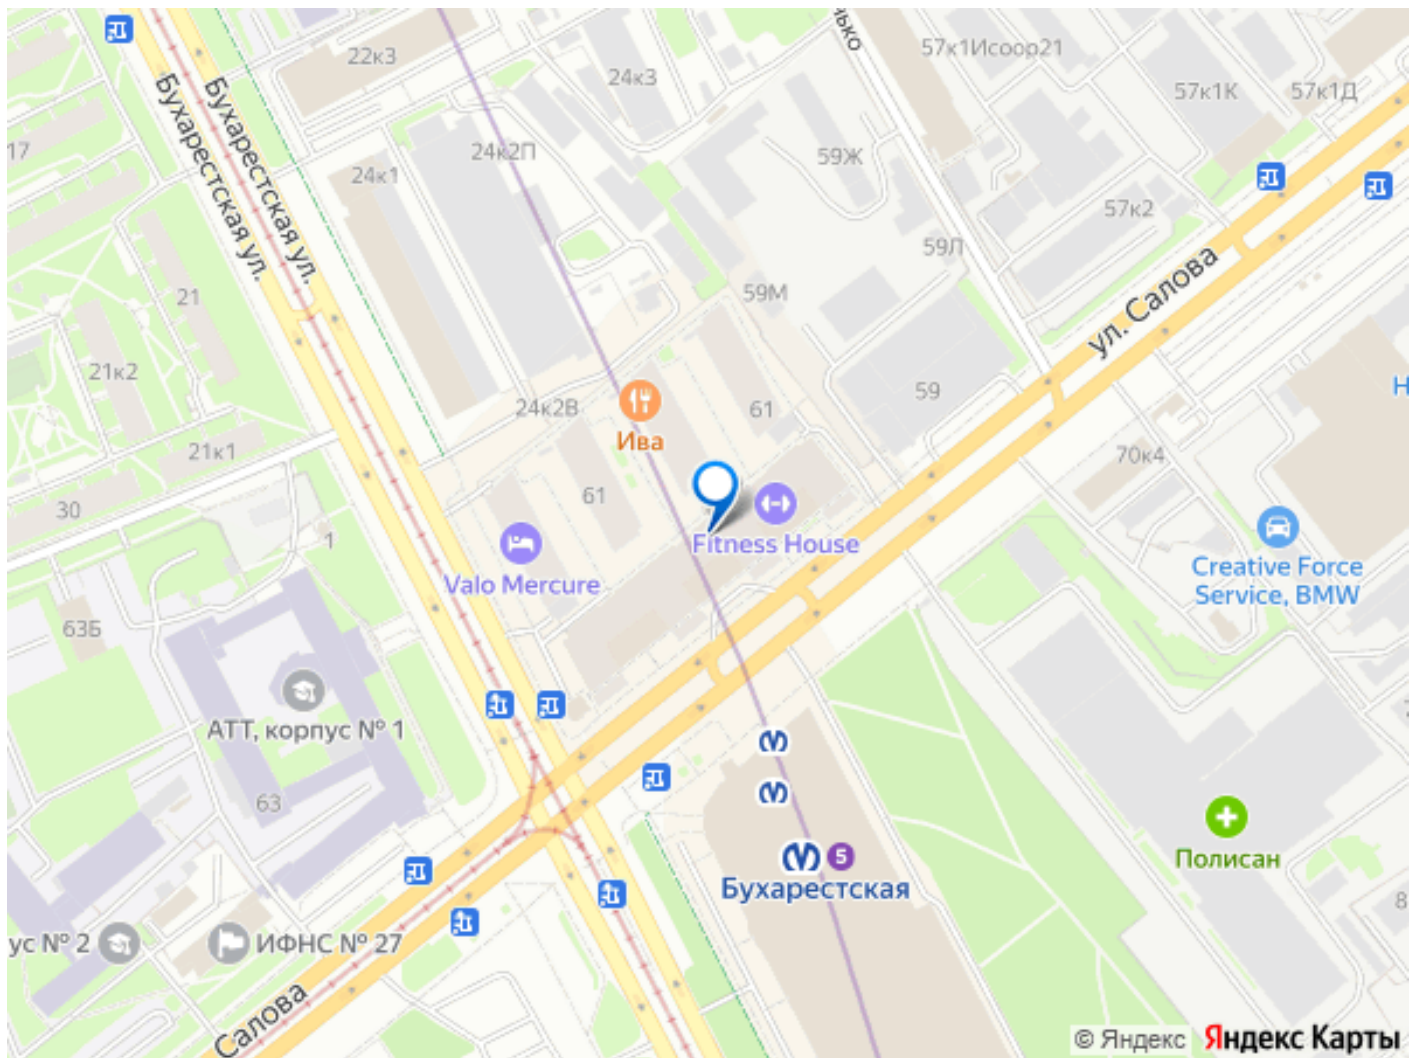 22к3
24к3
57к1Исоор21
57к1К
57к1Д
Бухарестская ул.
Бухарестская ул.
17
24к2П
24к1
59Ж
57к2
59Л
59М
ул. Салова
21
21к2
21к1
30
1
24к2В
Ива
61
61
59
70к4
Fitness House
Valo Mercure
Creative Force
Service, BMW
63Б
АТТ, корпус № 1
63
Полисан
5
Бухарестская
ус № 2
ИФНС № 27
Салова
© Яндекс
Яндекс Карты